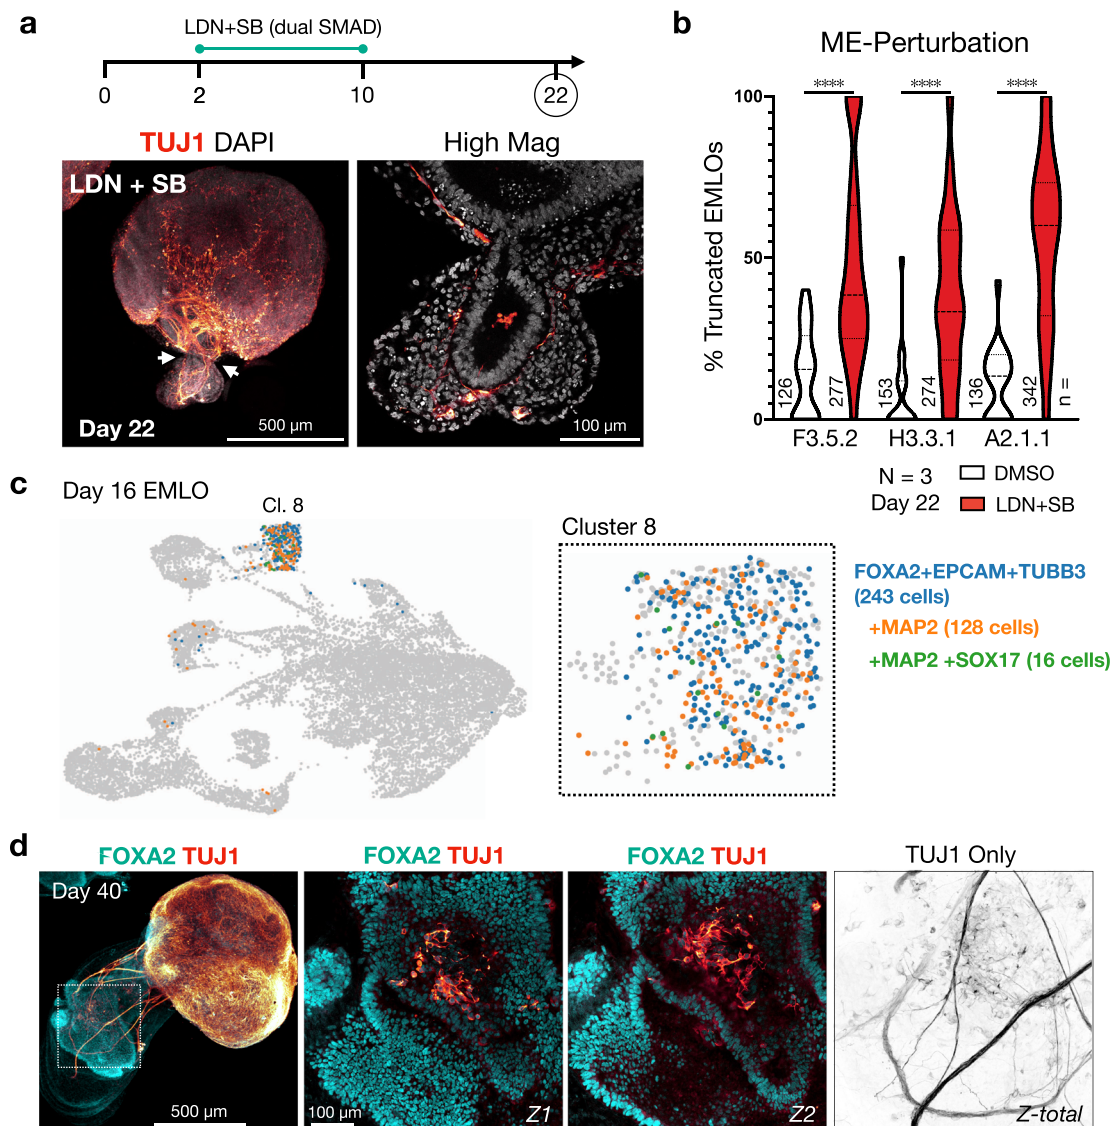 a
LDN+SB (dual SMAD)
0
2
10
22
TUJ1 DAPI
High Mag
LDN + SB
Day 22
500 µm
100 µm
b
ME-Perturbation
% Truncated EMLOs
100
50
0
****
****
****
126
277
153
274
136
342
n =
F3.5.2
H3.3.1
A2.1.1
N = 3
Day 22
DMSO
LDN+SB
c
Day 16 EMLO
Cl. 8
Cluster 8
FOXA2+EPCAM+TUBB3
(243 cells)
+MAP2 (128 cells)
+MAP2 +SOX17 (16 cells)
d
FOXA2 TUJ1
FOXA2 TUJ1
FOXA2 TUJ1
TUJ1 Only
Day 40
500 µm
100 µm
Z1
Z2
Z-total